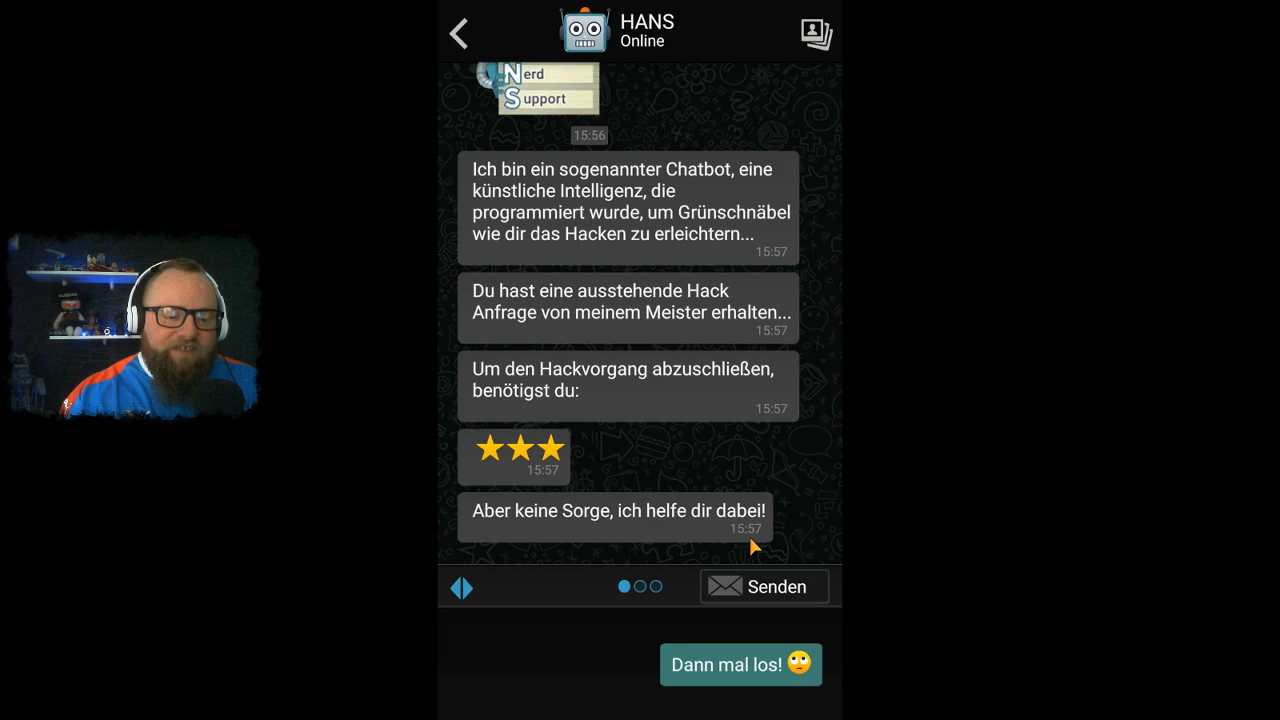 HANS
Online
Nerd
Support
15:56
Ich bin ein sogenannter Chatbot, eine
künstliche Intelligenz, die
programmiert wurde, um Grünschnäbel
wie dir das Hacken zu erleichtern...
15:57
Du hast eine ausstehende Hack
Anfrage von meinem Meister erhalten...
15:57
Um den Hackvorgang abzuschließen,
benötigst du:
15:57
15:57
Aber keine Sorge, ich helfe dir dabei!
15:57
Senden
Dann mal los!